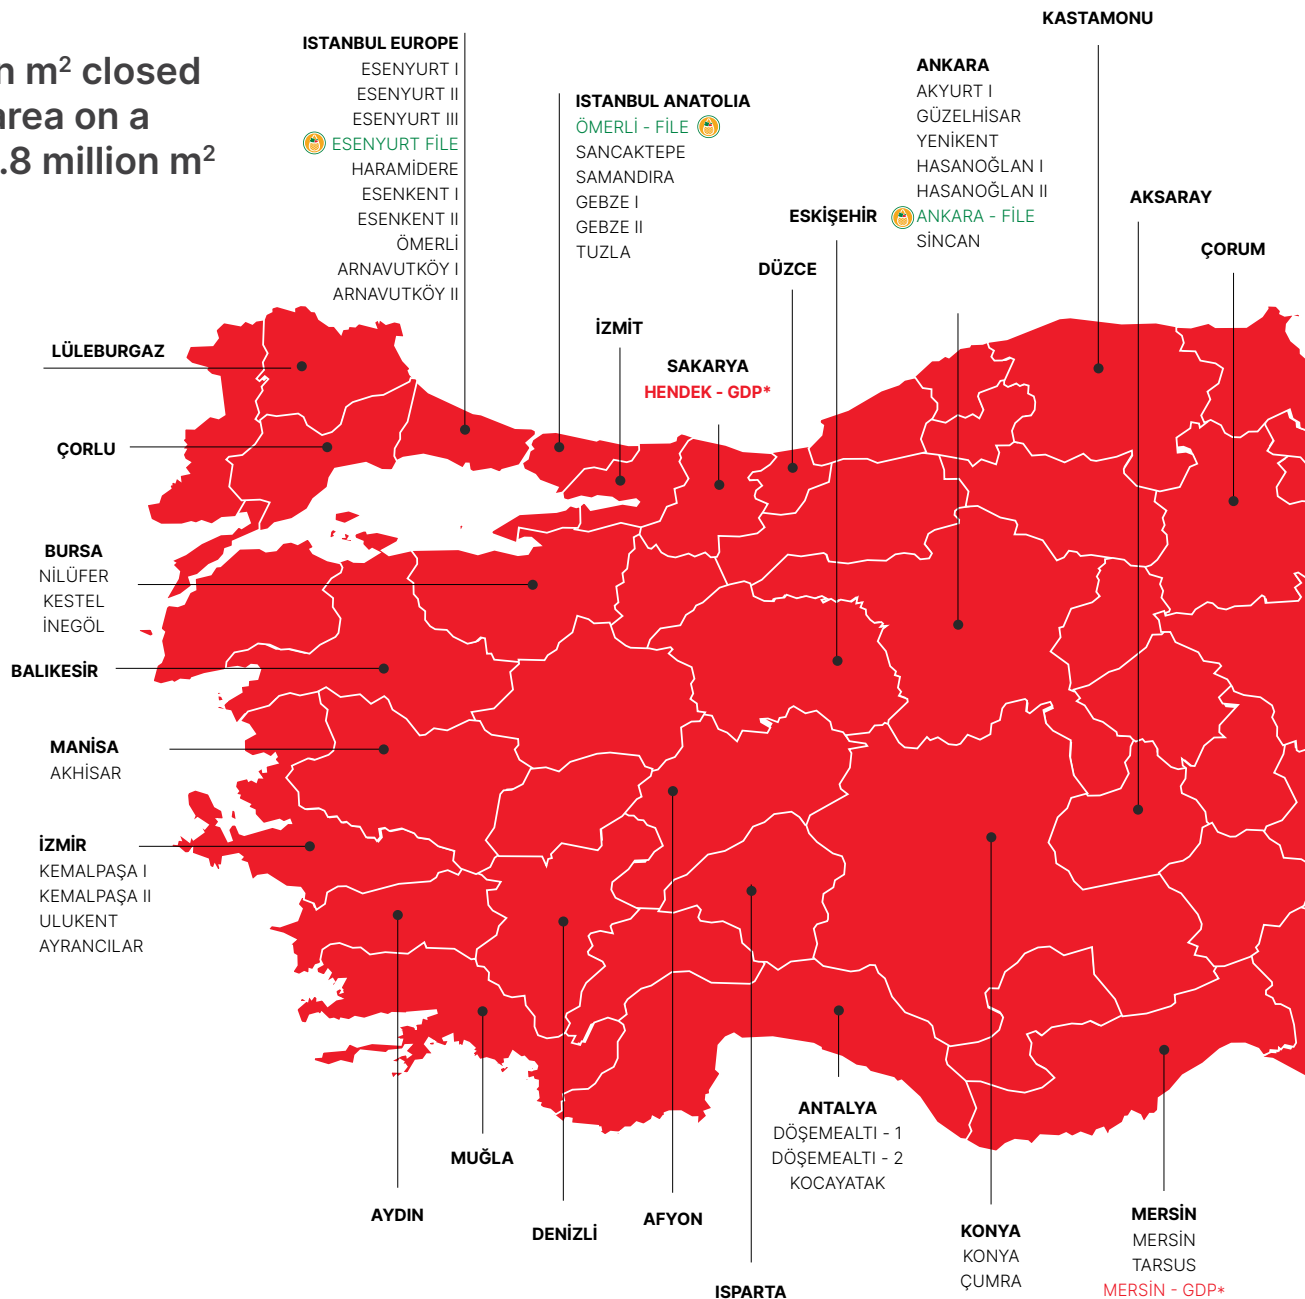 n m² closed
area on a
.8 million m²
ISTANBUL EUROPE
ESENYURT I
ESENYURT II
ESENYURT III
ESENYURT FİLE
HARAMİDERE
ESENKENT I
ESENKENT II
ÖMERLİ
ARNAVUTKÖY I
ARNAVUTKÖY II
ISTANBUL ANATOLIA
ÖMERLİ - FİLE
SANCAKTEPE
SAMANDIRA
GEBZE I
GEBZE II
TUZLA
KASTAMONU
ANKARA
AKYURT I
GÜZELHİSAR
YENİKENT
HASANOĞLAN I
HASANOĞLAN II
ANKARA - FİLE
SİNCAN
ESKİŞEHİR
AKSARAY
ÇORUM
DÜZCE
İZMİT
SAKARYA
HENDEK - GDP*
LÜLEBURGAZ
ÇORLU
BURSA
NİLÜFER
KESTEL
İNEGÖL
BALIKESİR
MANİSA
AKHİSAR
İZMİR
KEMALPAŞA I
KEMALPAŞA II
ULUKENT
AYRANCILAR
MUĞLA
AYDIN
DENİZLİ
AFYON
ISPARTA
ANTALYA
DÖŞEMEALTI - 1
DÖŞEMEALTI - 2
KOCAYATAK
KONYA
KONYA
ÇUMRA
MERSİN
MERSİN
TARSUS
MERSİN - GDP*